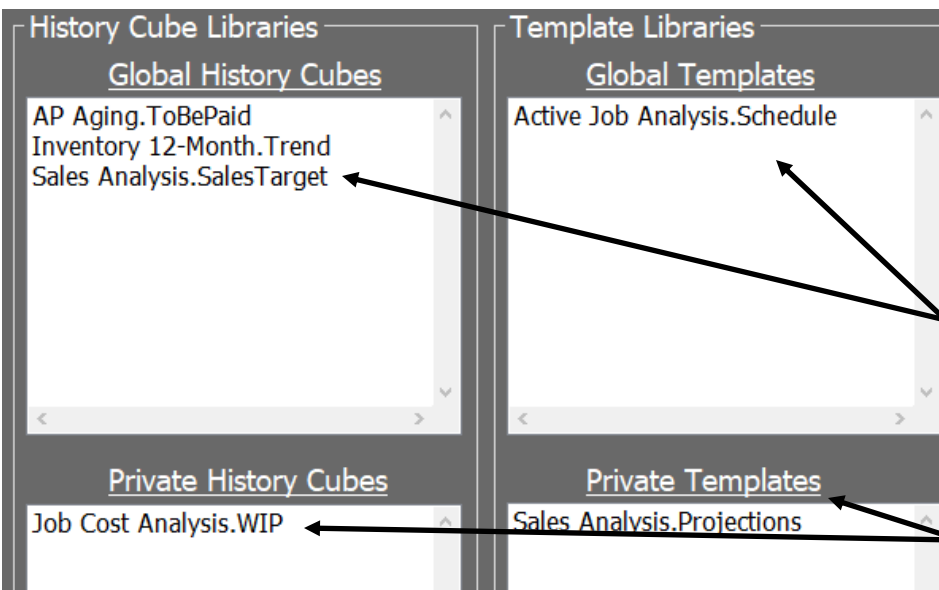 History Cube Libraries
Global History Cubes
AP Aging.ToBePaid
Inventory 12-Month.Trend
Sales Analysis.SalesTarget
Private History Cubes
Job Cost Analysis.WIP
Template Libraries
Global Templates
Active Job Analysis.Schedule
Private Templates
Sales Analysis.Projections